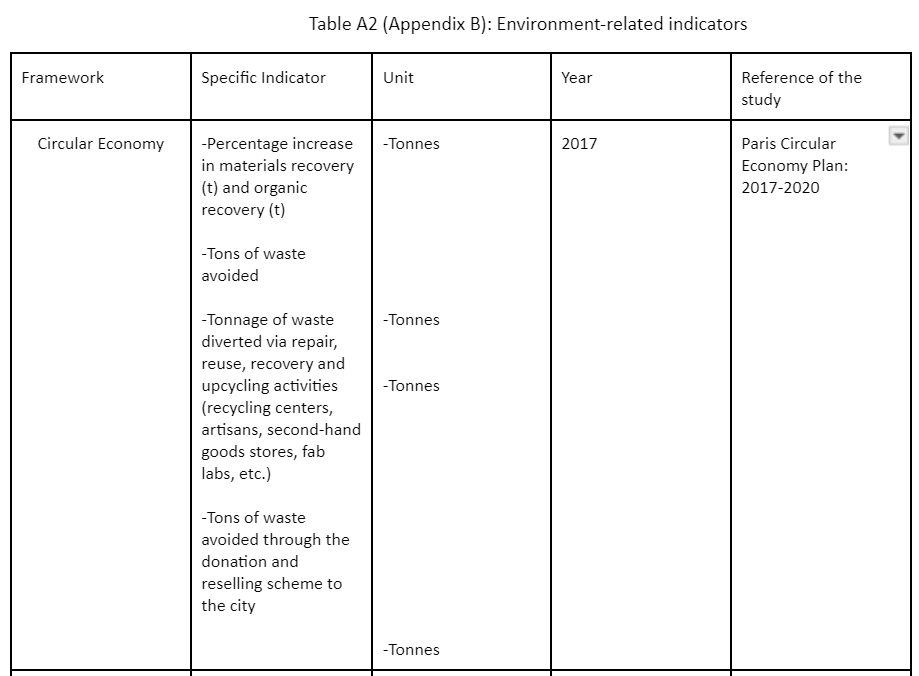 Table A2 (Appendix B): Environment-related indicators
Framework
Specific Indicator
Unit
Year
Reference of the
study
Circular Economy
-Percentage increase
in materials recovery
(t) and organic
recovery (t)
-Tons of waste
avoided
-Tonnage of waste
diverted via repair,
reuse, recovery and
upcycling activities
(recycling centers,
artisans, second-hand
goods stores, fab
labs, etc.)
-Tons of waste
avoided through the
donation and
reselling scheme to
the city
-Tonnes
-Tonnes
-Tonnes
-Tonnes
2017
Paris Circular
Economy Plan:
2017-2020